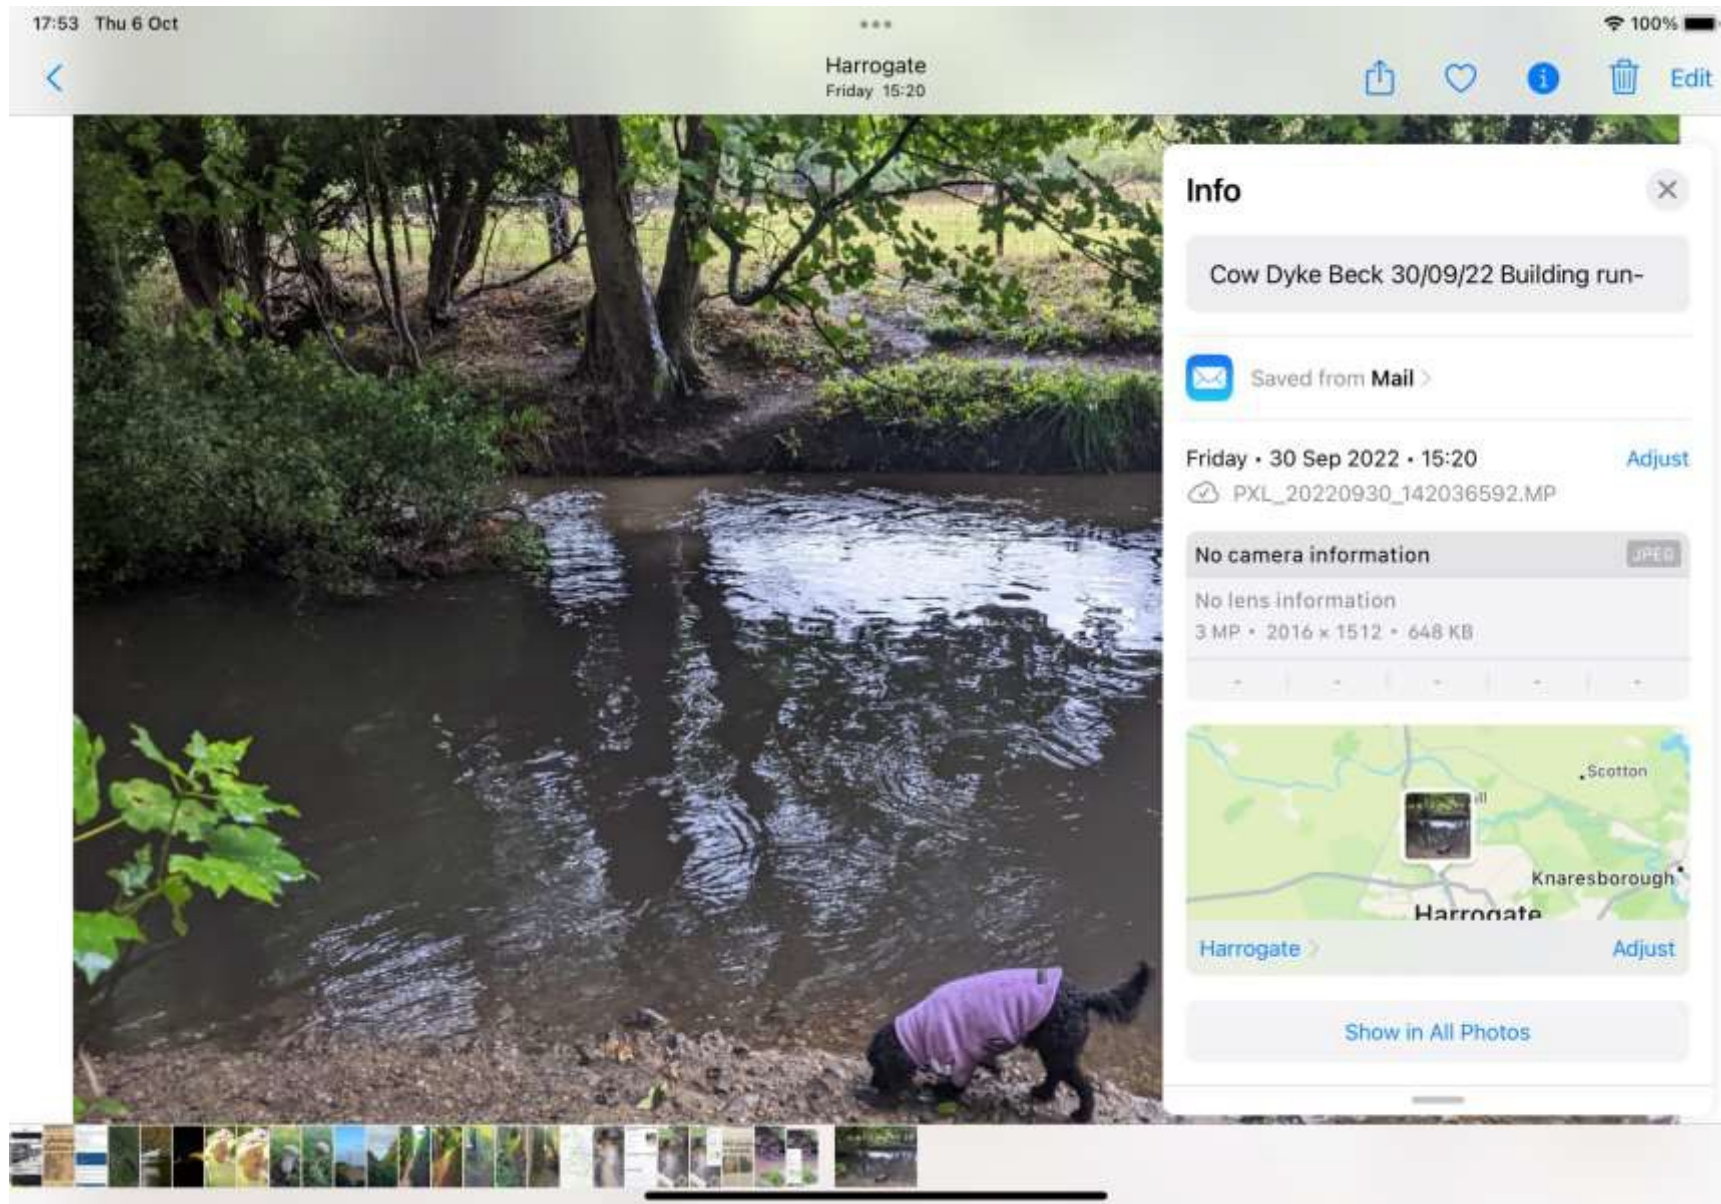 17:53 Thu 6 Oct
100%
Harrogate
Friday 15:20
Edit
Info
Cow Dyke Beck 30/09/22 Building run-
Saved from Mail
Friday • 30 Sep 2022 • 15:20
Adjust
PXL_20220930_142036592.MP
No camera information
JPEG
No lens information
3 MP • 2016 × 1512 • 648 KB
Scotton
ill
Knaresborough
Harrogate
Harrogate
Adjust
Show in All Photos